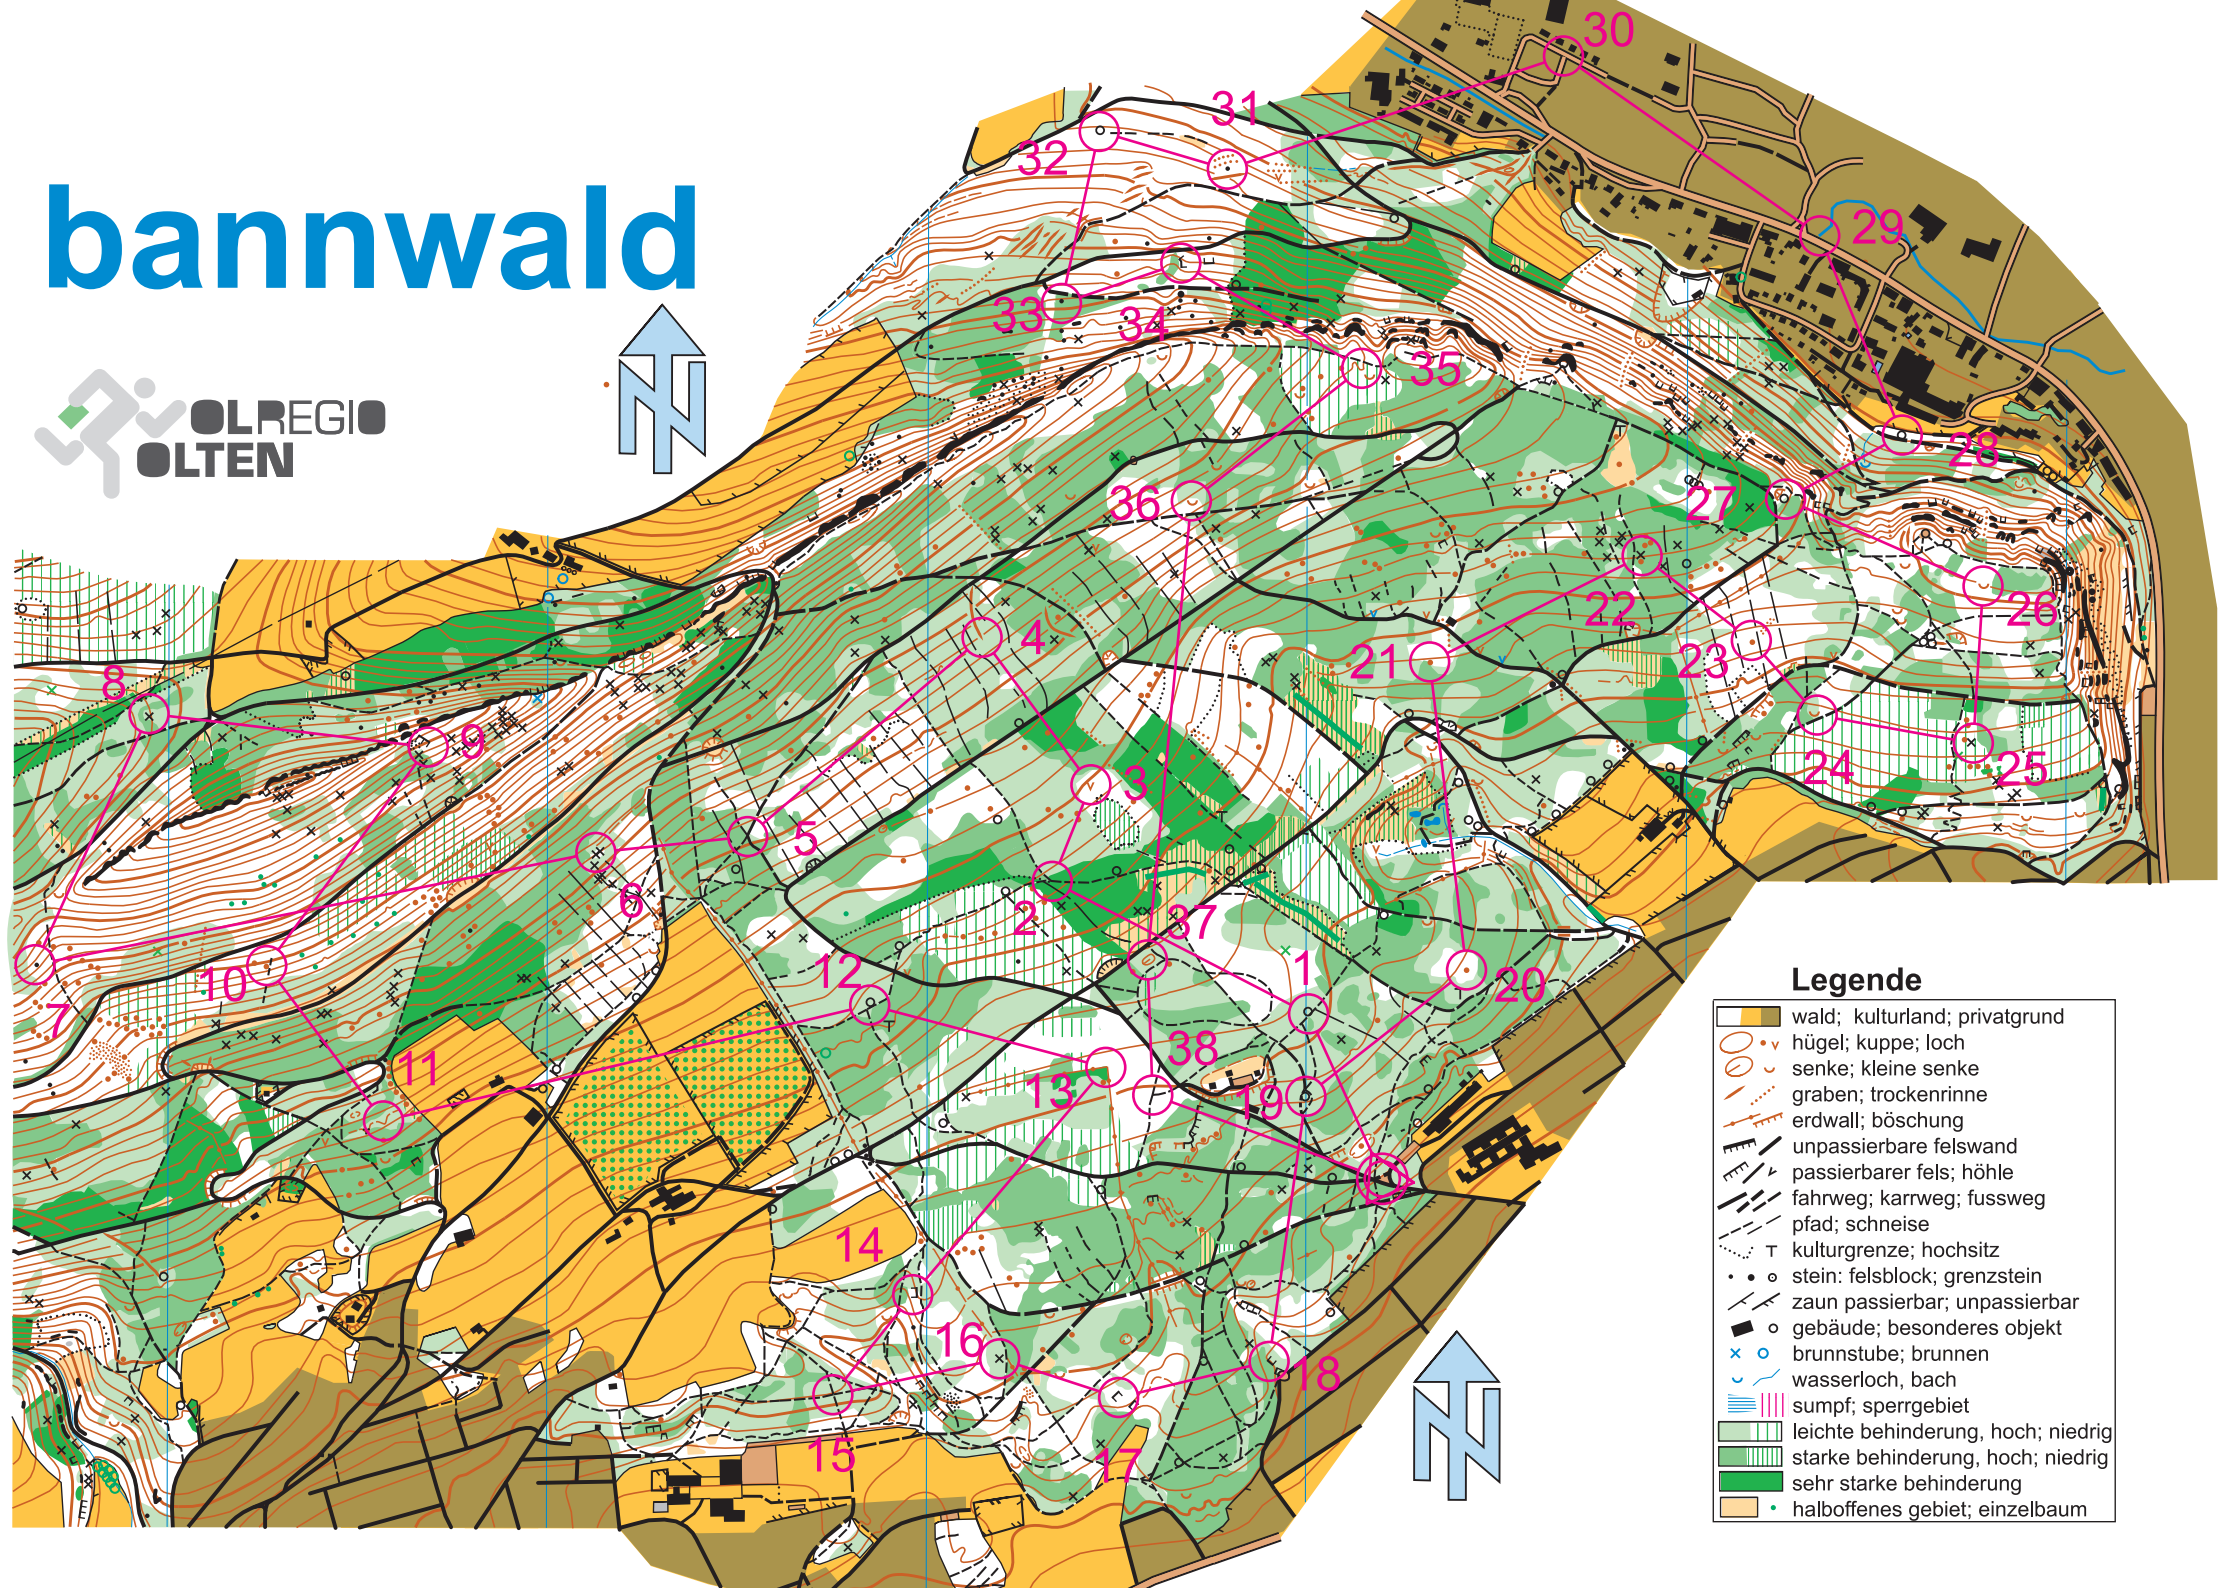 bannwald
OLREGIO
OLTEN
30
31
32
29
33
34
35
28
36
27
4
26
22
21
23
8
9
3
24
25
5
6
2
37
12
1
20
10
7
38
11
13
19
14
16
18
15
17
Legende
wald; kulturland; privatgrund
hügel; kuppe; loch
senke; kleine senke
graben; trockenrinne
erdwall; böschung
unpassierbare felswand
passierbarer fels; höhle
fahrweg; karrweg; fussweg
pfad; schneise
kulturgrenze; hochsitz
stein: felsblock; grenzstein
zaun passierbar; unpassierbar
gebäude; besonderes objekt
brunnstube; brunnen
wasserloch, bach
sumpf; sperrgebiet
leichte behinderung, hoch; niedrig
starke behinderung, hoch; niedrig
sehr starke behinderung
halboffenes gebiet; einzelbaum